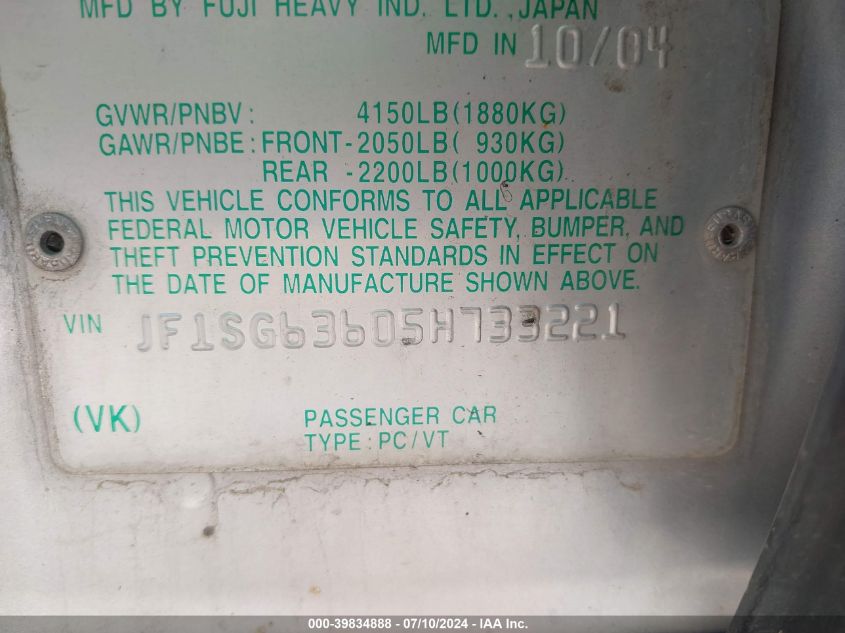 MFD BY FUJI HEAVY IND. LTD.,JAPAN
MFD IN 10/04
GVWR/PNBV: 4150LB(1880KG)
GAWR/PNBE:FRONT-2050LB( 930KG)
REAR -2200LB(1000KG)
THIS VEHICLE CONFORMS TO ALL APPLICABLE
FEDERAL MOTOR VEHICLE SAFETY, BUMPER, AND
THEFT PREVENTION STANDARDS IN EFFECT ON
THE DATE OF MANUFACTURE SHOWN ABOVE.
VIN JF1SG63605H733221
(VK) PASSENGER CAR
TYPE:PC/VT
000-39834888 - 07/10/2024 - IAA Inc.